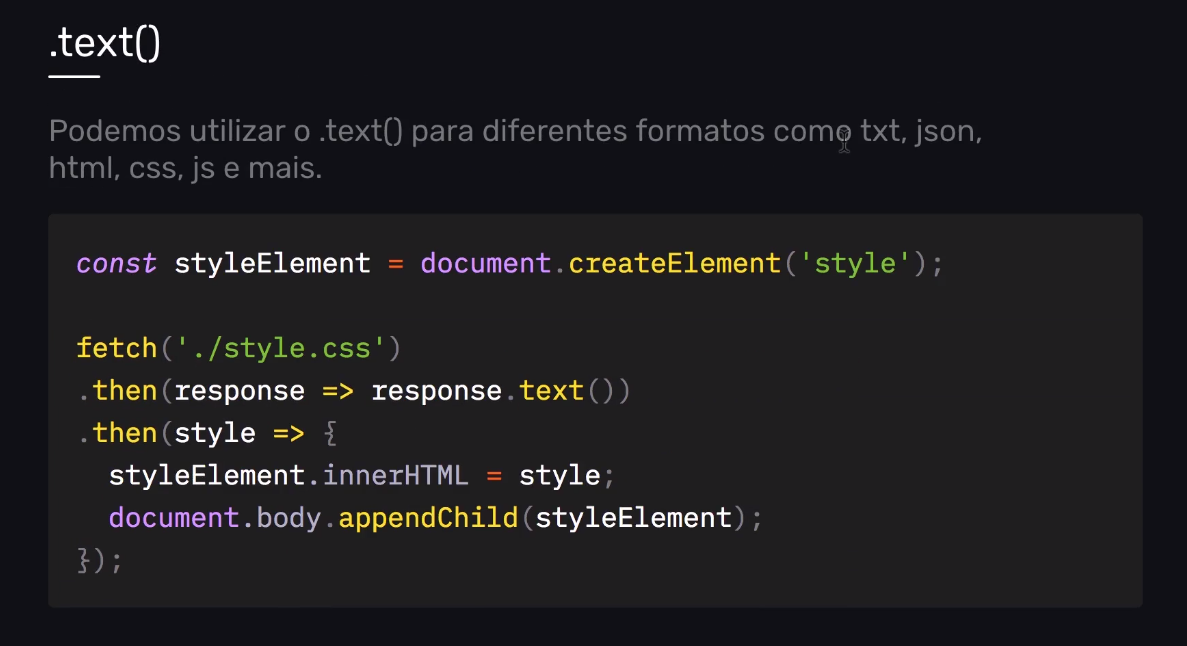 .text()
Podemos utilizar o .text() para diferentes formatos como txt, json,
html, css, js e mais.
const styleElement = document.createElement('style');
fetch('./style.css')
.then(response => response.text())
.then(style => {
  styleElement.innerHTML = style;
  document.body.appendChild(styleElement);
});